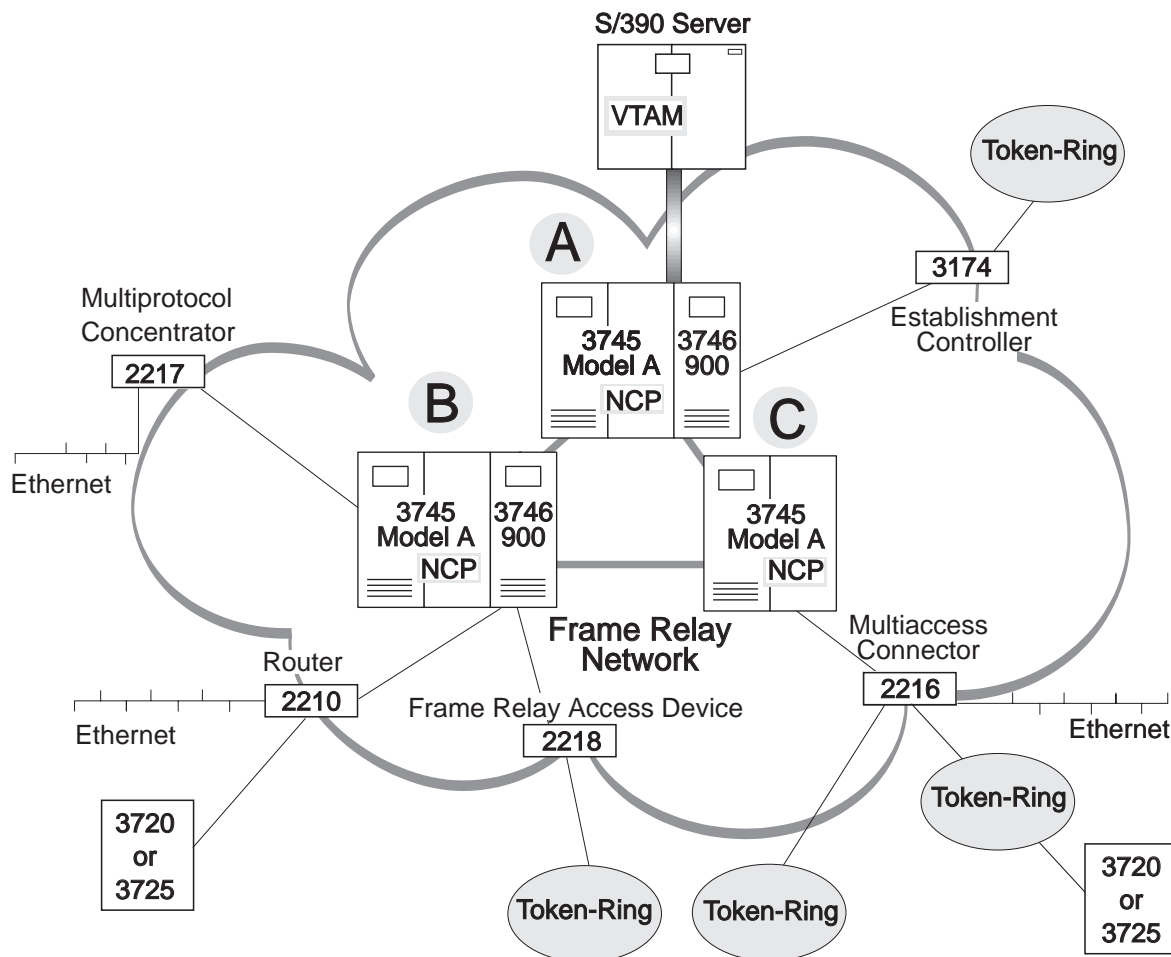 S/390 Server
VTAM
Token-Ring
A
3174
Establishment
Controller
Multiprotocol
Concentrator
2217
Ethernet
3745
Model A
NCP
3746
900
B
C
3745
Model A
NCP
3746
900
3745
Model A
NCP
Frame Relay
Network
Multiaccess
Connector
2216
Ethernet
Router
2210
Ethernet
Frame Relay Access Device
2218
3720
or
3725
Token-Ring
Token-Ring
Token-Ring
3720
or
3725